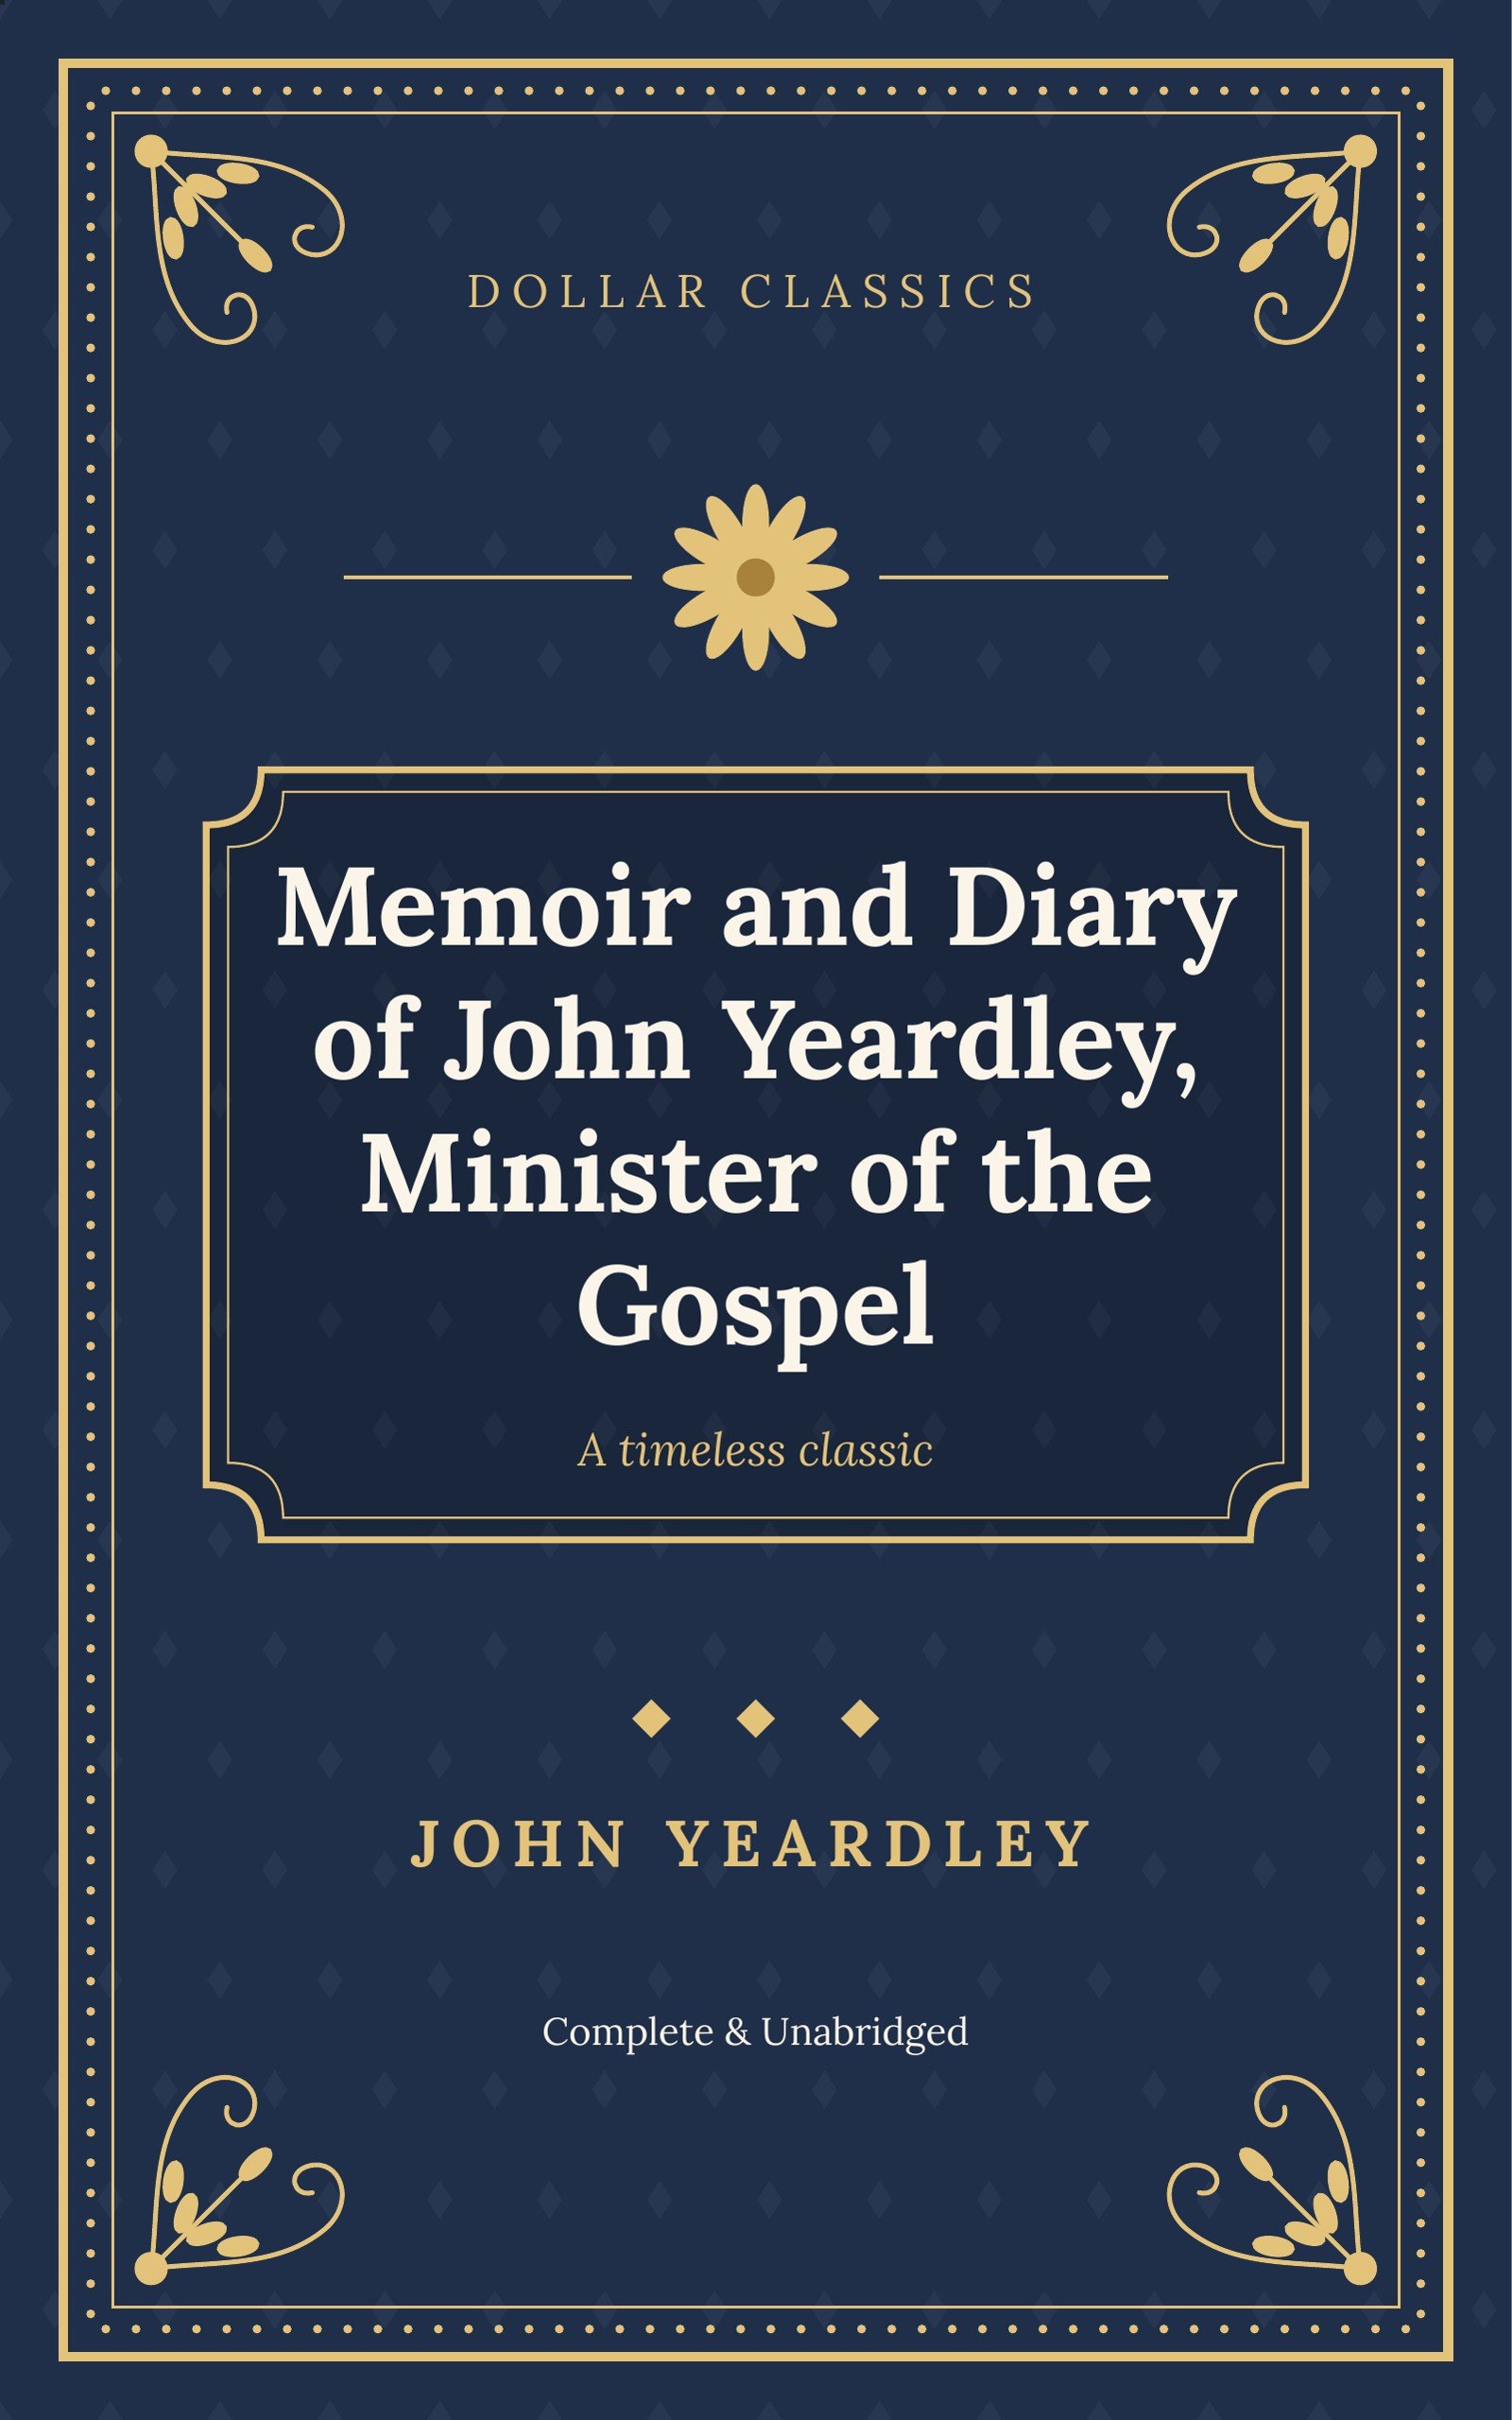 DOLLAR CLASSICS
Memoir and Diary
of John Yeardley,
Minister of the
Gospel
A timeless classic
JOHN YEARDLEY
Complete & Unabridged